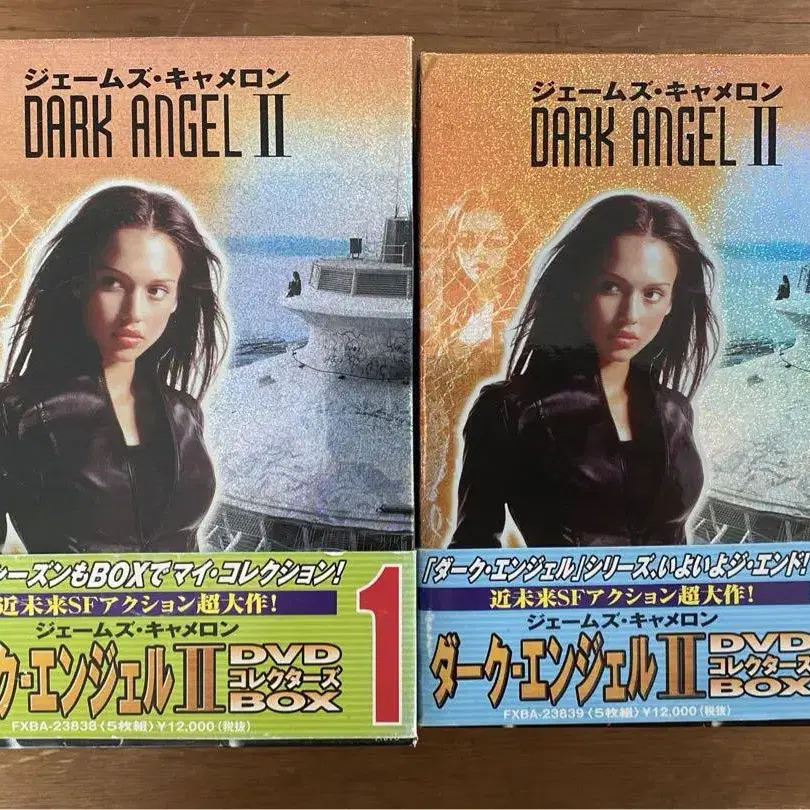 ジェームズ・キャメロン
DARK ANGEL II
シーズンもBOXでマイ・コレクション!
近未来SFアクション超大作!
ジェームズ・キャメロン
ク・エンジェル II
DVD
コレクターズ
BOX
1
FXBA-23838〈5枚組〉¥12,000(税抜)
ジェームズ・キャメロン
DARK ANGEL II
「ダーク・エンジェル」シリーズ、いよいよジ・エンド!
近未来SFアクション超大作!
ジェームズ・キャメロン
ダーク・エンジェル II
DVD
コレクターズ
BOX
FXBA-23839〈5枚組〉¥12,000(税抜)